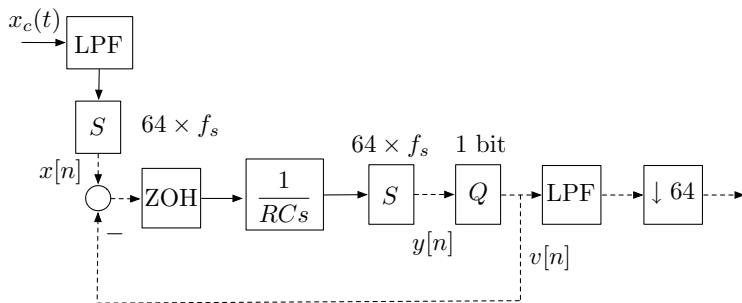 x_c(t)
LPF
S
64 × f_s
x[n]
−
ZOH
1
RCs
64 × f_s
S
y[n]
1 bit
Q
v[n]
LPF
↓ 64